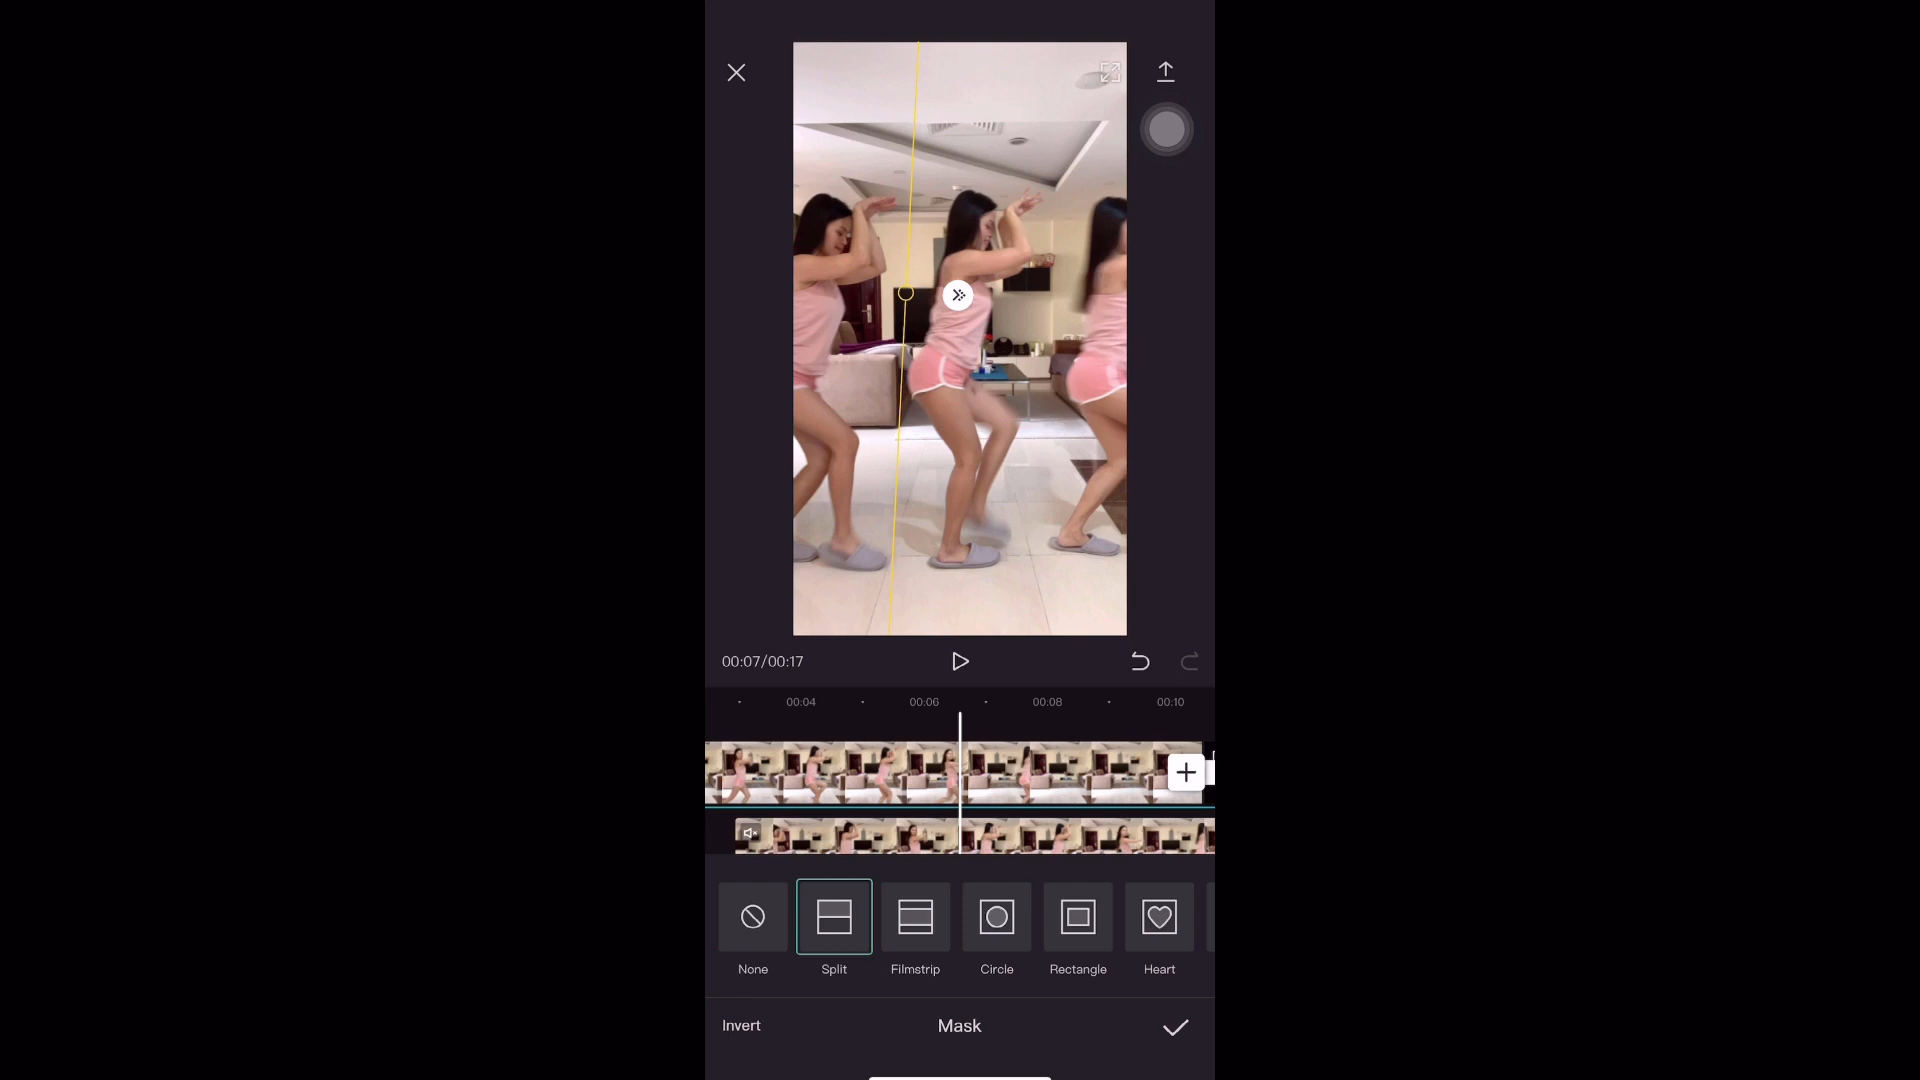 00:07/00:17
00:04 00:06 00:08 00:10
None Split Filmstrip Circle Rectangle Heart
Invert Mask